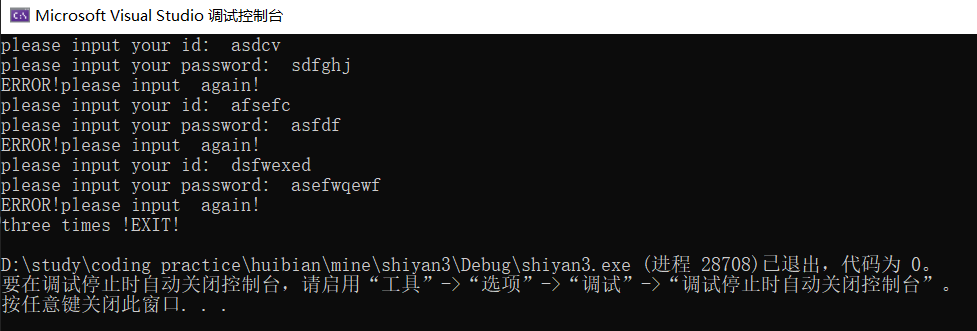 Microsoft Visual Studio 调试控制台
please input your id:  asdcv
please input your password:  sdfghj
ERROR!please input  again!
please input your id:  afsefc
please input your password:  asfdf
ERROR!please input  again!
please input your id:  dsfwexed
please input your password:  asefwqewf
ERROR!please input  again!
three times !EXIT!
D:\study\coding practice\huibian\mine\shiyan3\Debug\shiyan3.exe (进程 28708)已退出，代码为 0。
要在调试停止时自动关闭控制台，请启用“工具”->“选项”->“调试”->“调试停止时自动关闭控制台”。
按任意键关闭此窗口. . .